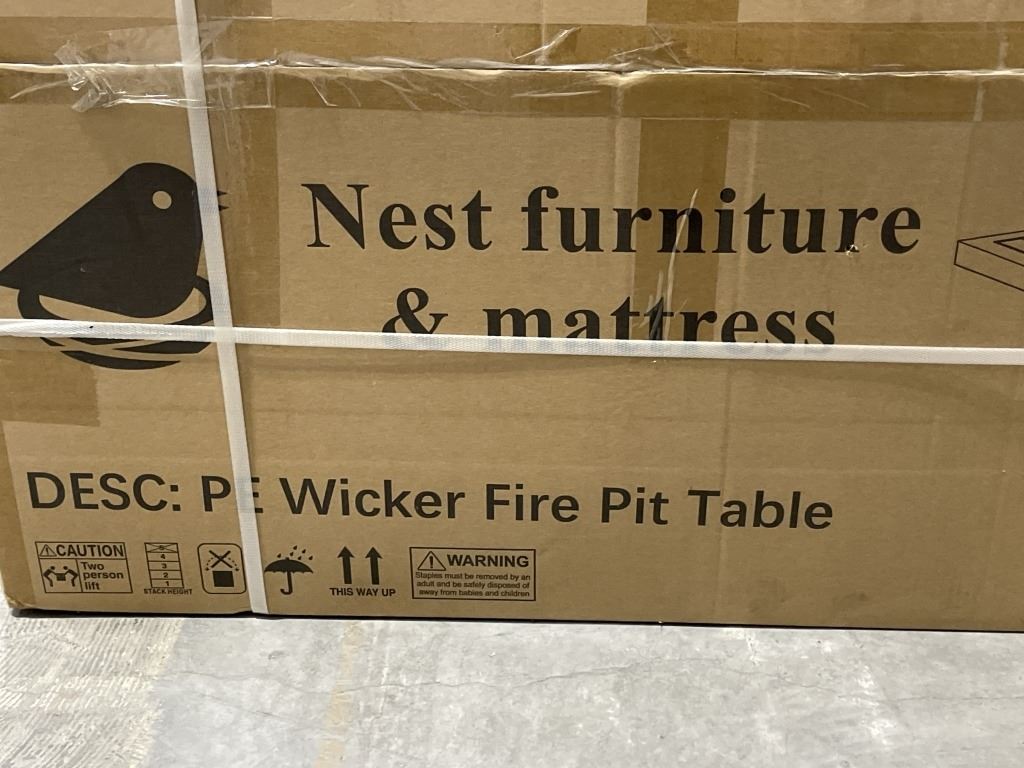 Nest furniture
& mattress
DESC: PE Wicker Fire Pit Table
CAUTION
Two
person
lift
4
3
2
1
STACK HEIGHT
THIS WAY UP
WARNING
Staples must be removed by an
adult and be safely disposed of
away from babies and children